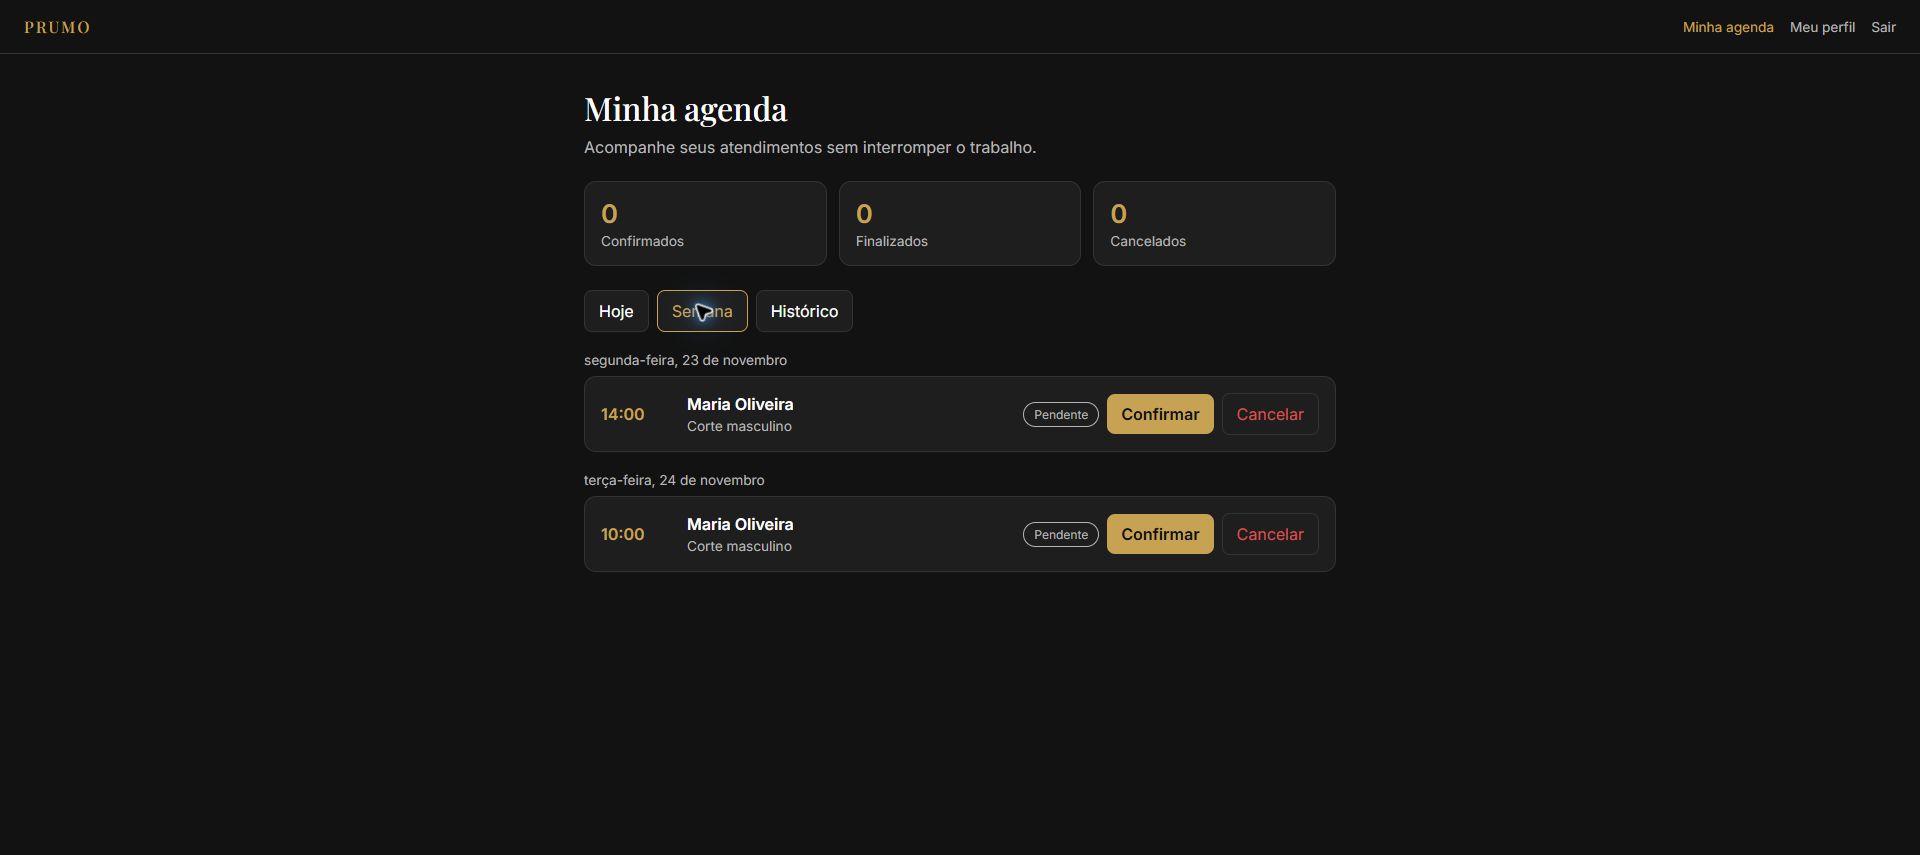 PRUMO
Minha agenda Meu perfil Sair
Minha agenda
Acompanhe seus atendimentos sem interromper o trabalho.
0
Confirmados
0
Finalizados
0
Cancelados
Hoje Semana Histórico
segunda-feira, 23 de novembro
14:00 Maria Oliveira Pendente Confirmar Cancelar
Corte masculino
terça-feira, 24 de novembro
10:00 Maria Oliveira Pendente Confirmar Cancelar
Corte masculino